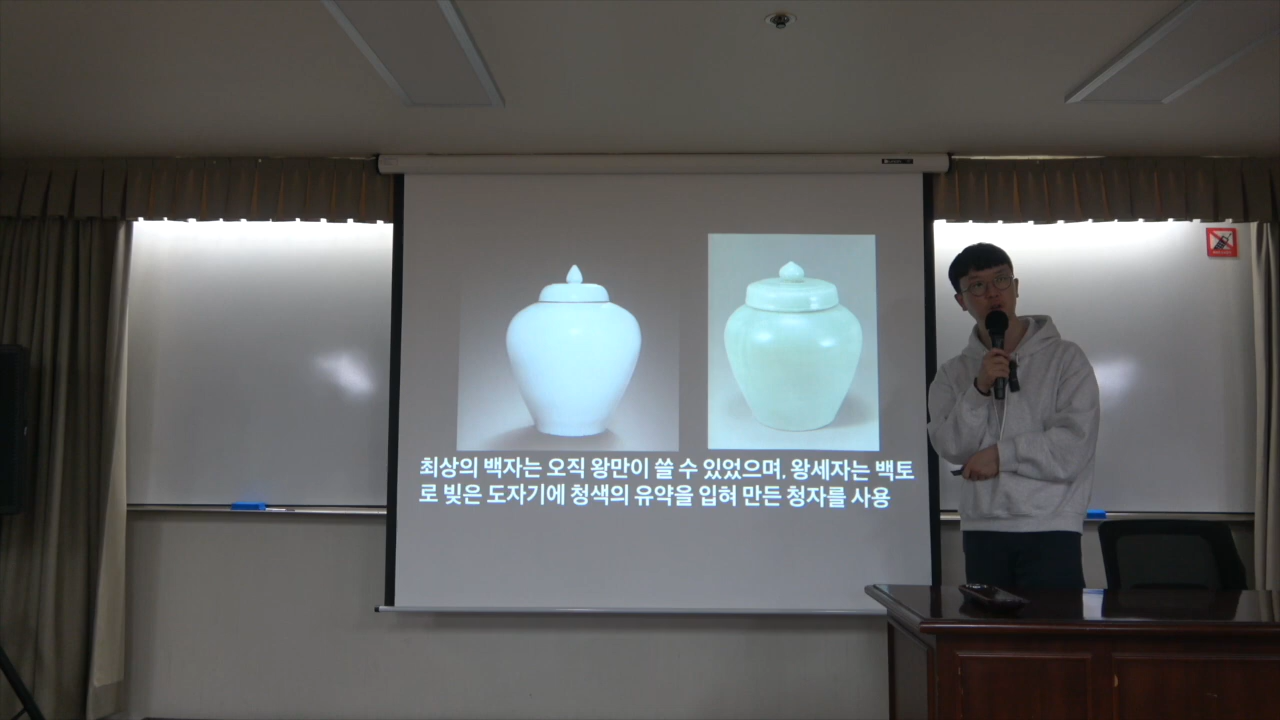 최상의 백자는 오직 왕만이 쓸 수 있었으며, 왕세자는 백토
로 빚은 도자기에 청색의 유약을 입혀 만든 청자를 사용